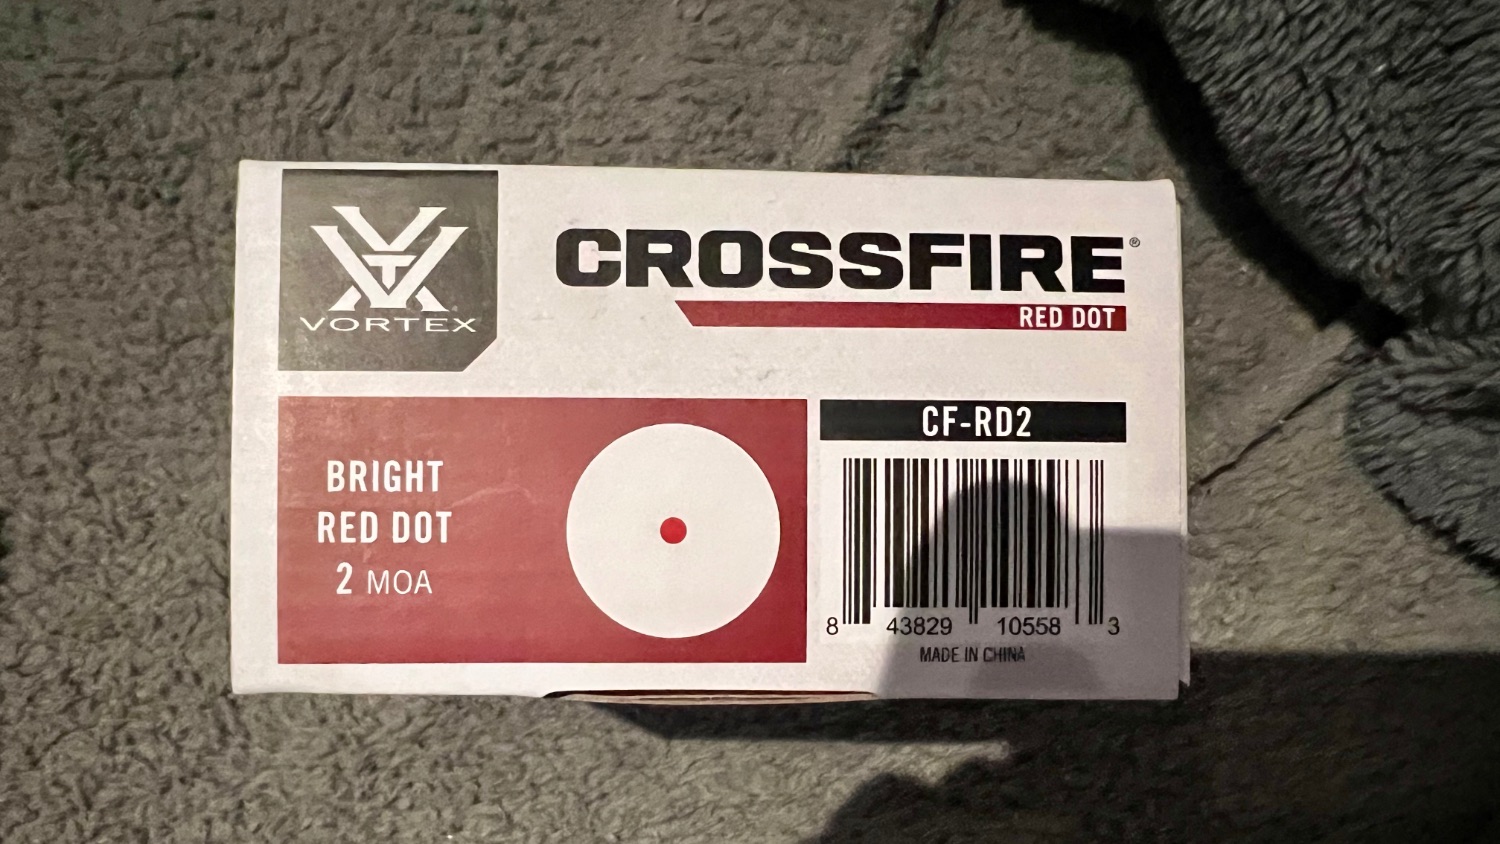 VORTEX
CROSSFIRE®
RED DOT
BRIGHT
RED DOT
2 MOA
CF-RD2
8 43829 10558 3
MADE IN CHINA